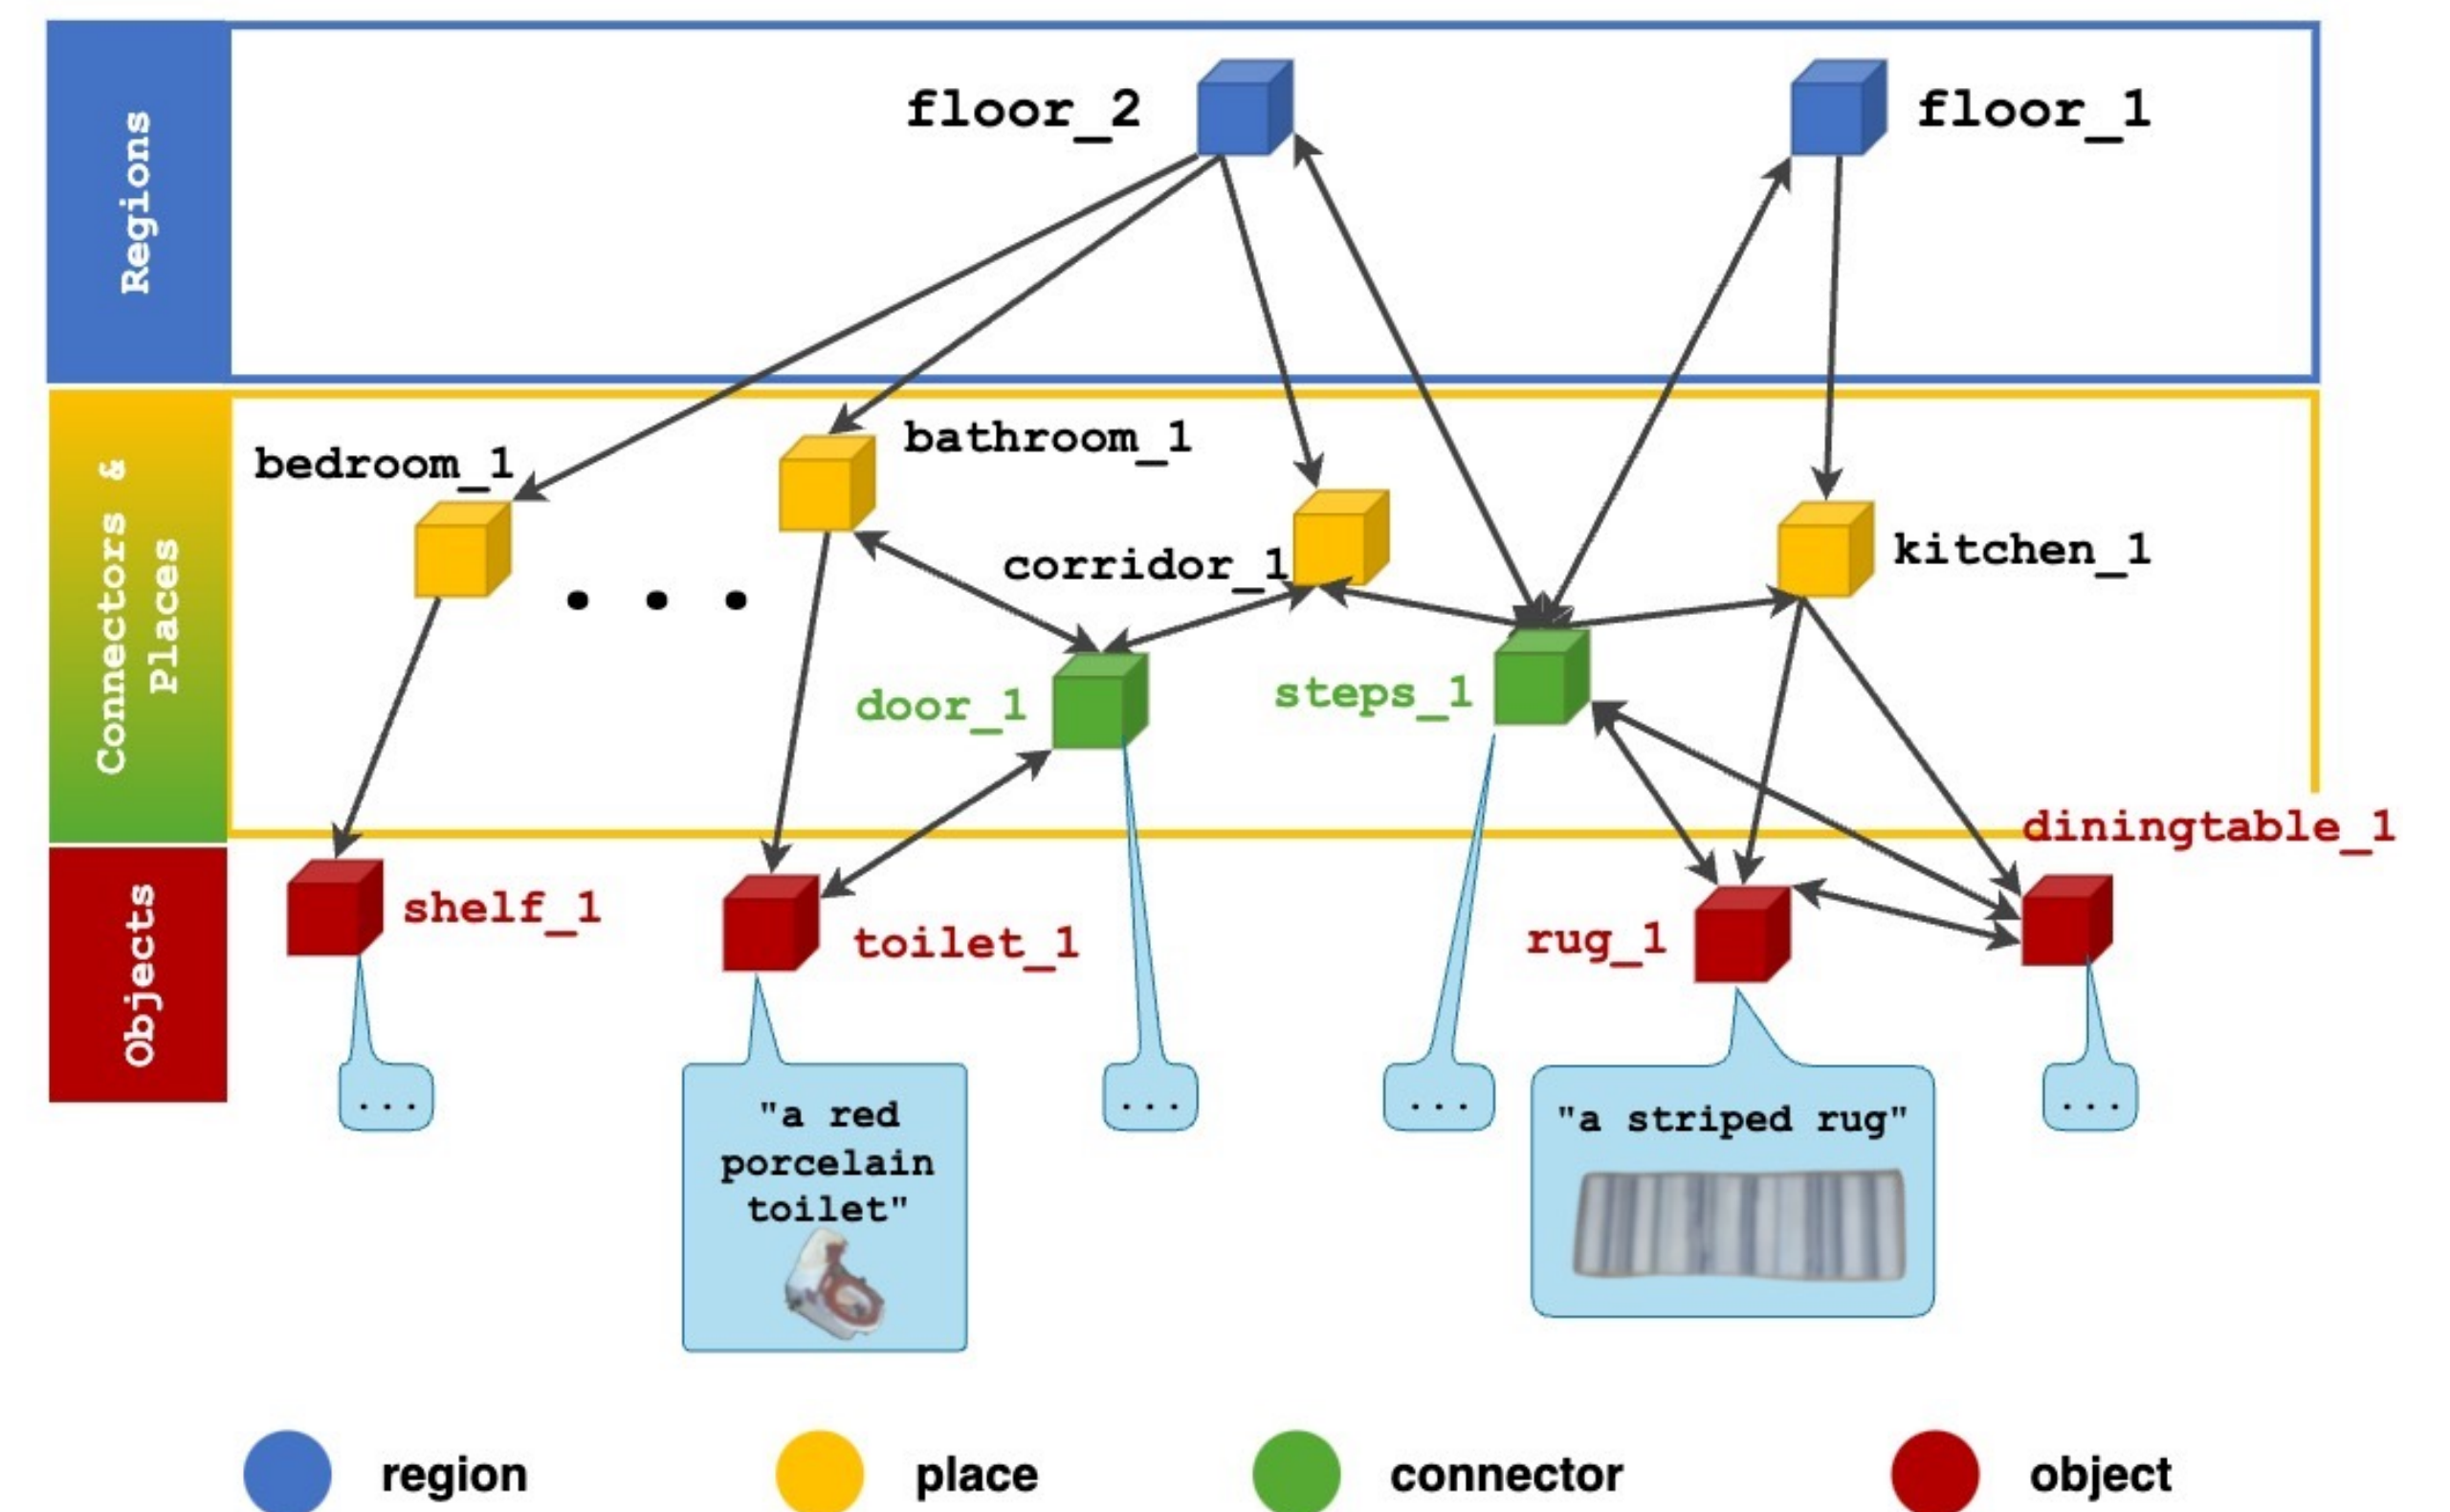 Regions
floor_2
floor_1
Connectors &
Places
bedroom_1
bathroom_1
corridor_1
kitchen_1
door_1
steps_1
Objects
shelf_1
toilet_1
rug_1
diningtable_1
...
"a red
porcelain
toilet"
...
...
"a striped rug"
...
region
place
connector
object